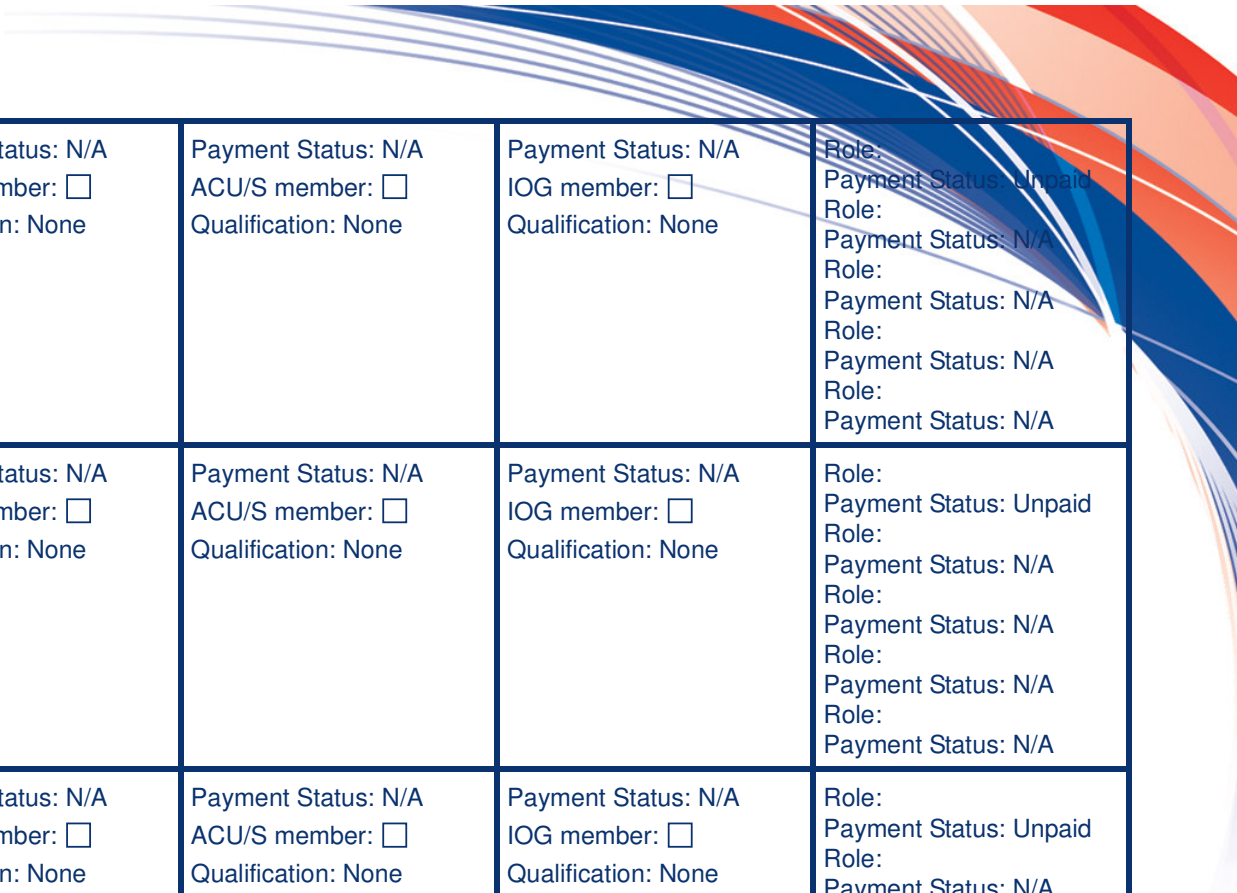 tatus: N/A
mber: ☐
n: None
Payment Status: N/A
ACU/S member: ☐
Qualification: None
Payment Status: N/A
IOG member: ☐
Qualification: None
Role:
Payment Status: Unpaid
Role:
Payment Status: N/A
Role:
Payment Status: N/A
Role:
Payment Status: N/A
Role:
Payment Status: N/A
tatus: N/A
mber: ☐
n: None
Payment Status: N/A
ACU/S member: ☐
Qualification: None
Payment Status: N/A
IOG member: ☐
Qualification: None
Role:
Payment Status: Unpaid
Role:
Payment Status: N/A
Role:
Payment Status: N/A
Role:
Payment Status: N/A
Role:
Payment Status: N/A
tatus: N/A
mber: ☐
n: None
Payment Status: N/A
ACU/S member: ☐
Qualification: None
Payment Status: N/A
IOG member: ☐
Qualification: None
Role:
Payment Status: Unpaid
Role:
Payment Status: N/A